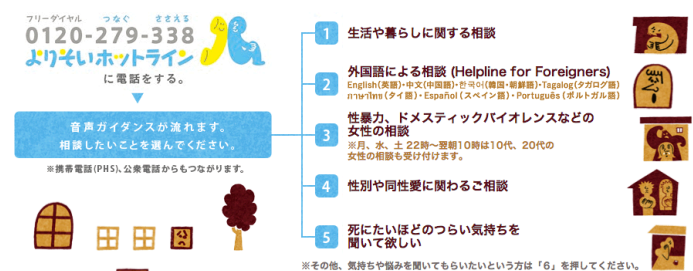 フリーダイヤル つなぐ ささえる
0120-279-338
よりそいホットライン
に電話をする。
音声ガイダンスが流れます。
相談したいことを選んでください。
※携帯電話(PHS)、公衆電話からもつながります。
1 生活や暮らしに関する相談
2 外国語による相談 (Helpline for Foreigners)
English(英語)・中文(中国語)・한국어(韓国・朝鮮語)・Tagalog(タガログ語)
ภาษาไทย(タイ語)・Español(スペイン語)・Português(ポルトガル語)
3 性暴力、ドメスティックバイオレンスなどの
女性の相談
※月、水、土 22時〜翌朝10時は10代、20代の
女性の相談も受け付けます。
4 性別や同性愛に関わるご相談
5 死にたいほどのつらい気持ちを
聞いて欲しい
※その他、気持ちや悩みを聞いてもらいたいという方は「6」を押してください。